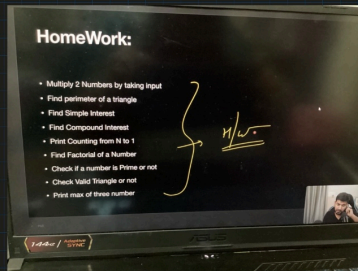 HomeWork:
• Multiply 2 Numbers by taking input
• Find perimeter of a triangle
• Find Simple Interest
• Find Compound Interest
• Print Counting from N to 1
• Find Factorial of a Number
• Check if a number is Prime or not
• Check Valid Triangle or not
• Print max of three number
H/W.
144Hz / Adaptive SYNC